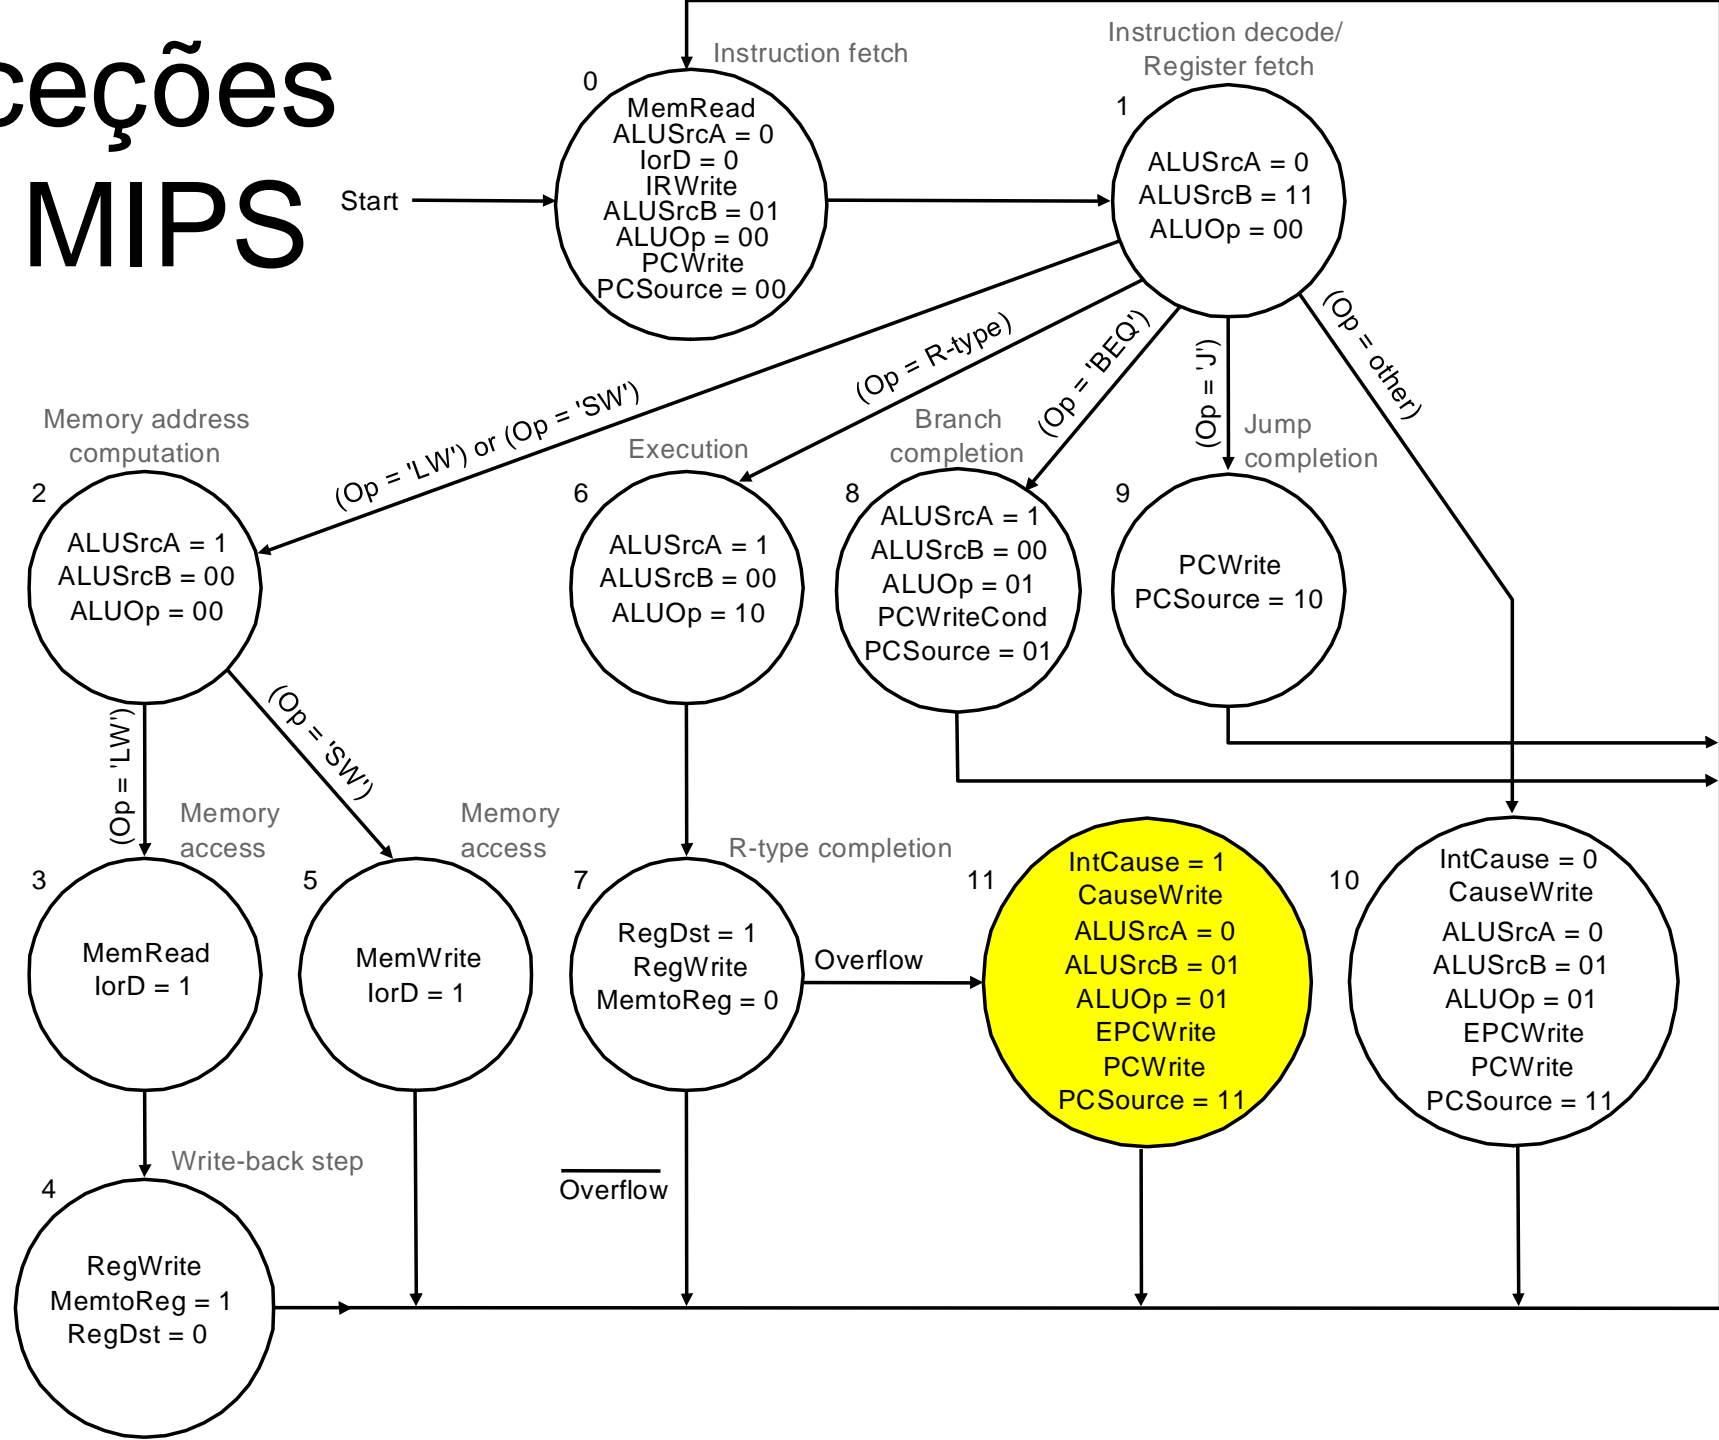 ceções
MIPS
Start
Instruction fetch
0
MemRead
ALUSrcA = 0
IorD = 0
IRWrite
ALUSrcB = 01
ALUOp = 00
PCWrite
PCSource = 00
Instruction decode/
Register fetch
1
ALUSrcA = 0
ALUSrcB = 11
ALUOp = 00
(Op = 'LW') or (Op = 'SW')
(Op = R-type)
(Op = 'BEQ')
(Op = 'J')
(Op = other)
Memory address
computation
2
ALUSrcA = 1
ALUSrcB = 00
ALUOp = 00
Execution
6
ALUSrcA = 1
ALUSrcB = 00
ALUOp = 10
Branch
completion
8
ALUSrcA = 1
ALUSrcB = 00
ALUOp = 01
PCWriteCond
PCSource = 01
Jump
completion
9
PCWrite
PCSource = 10
(Op = 'LW')
(Op = 'SW')
Memory
access
3
MemRead
IorD = 1
Memory
access
5
MemWrite
IorD = 1
R-type completion
7
RegDst = 1
RegWrite
MemtoReg = 0
Overflow
Overflow
11
IntCause = 1
CauseWrite
ALUSrcA = 0
ALUSrcB = 01
ALUOp = 01
EPCWrite
PCWrite
PCSource = 11
10
IntCause = 0
CauseWrite
ALUSrcA = 0
ALUSrcB = 01
ALUOp = 01
EPCWrite
PCWrite
PCSource = 11
Write-back step
4
RegWrite
MemtoReg = 1
RegDst = 0